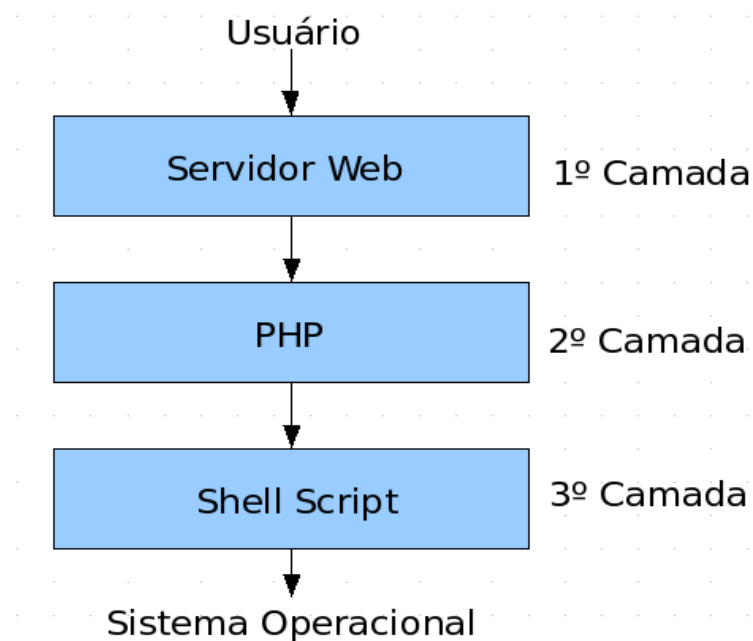 Usuário
Servidor Web
1º Camada
PHP
2º Camada
Shell Script
3º Camada
Sistema Operacional